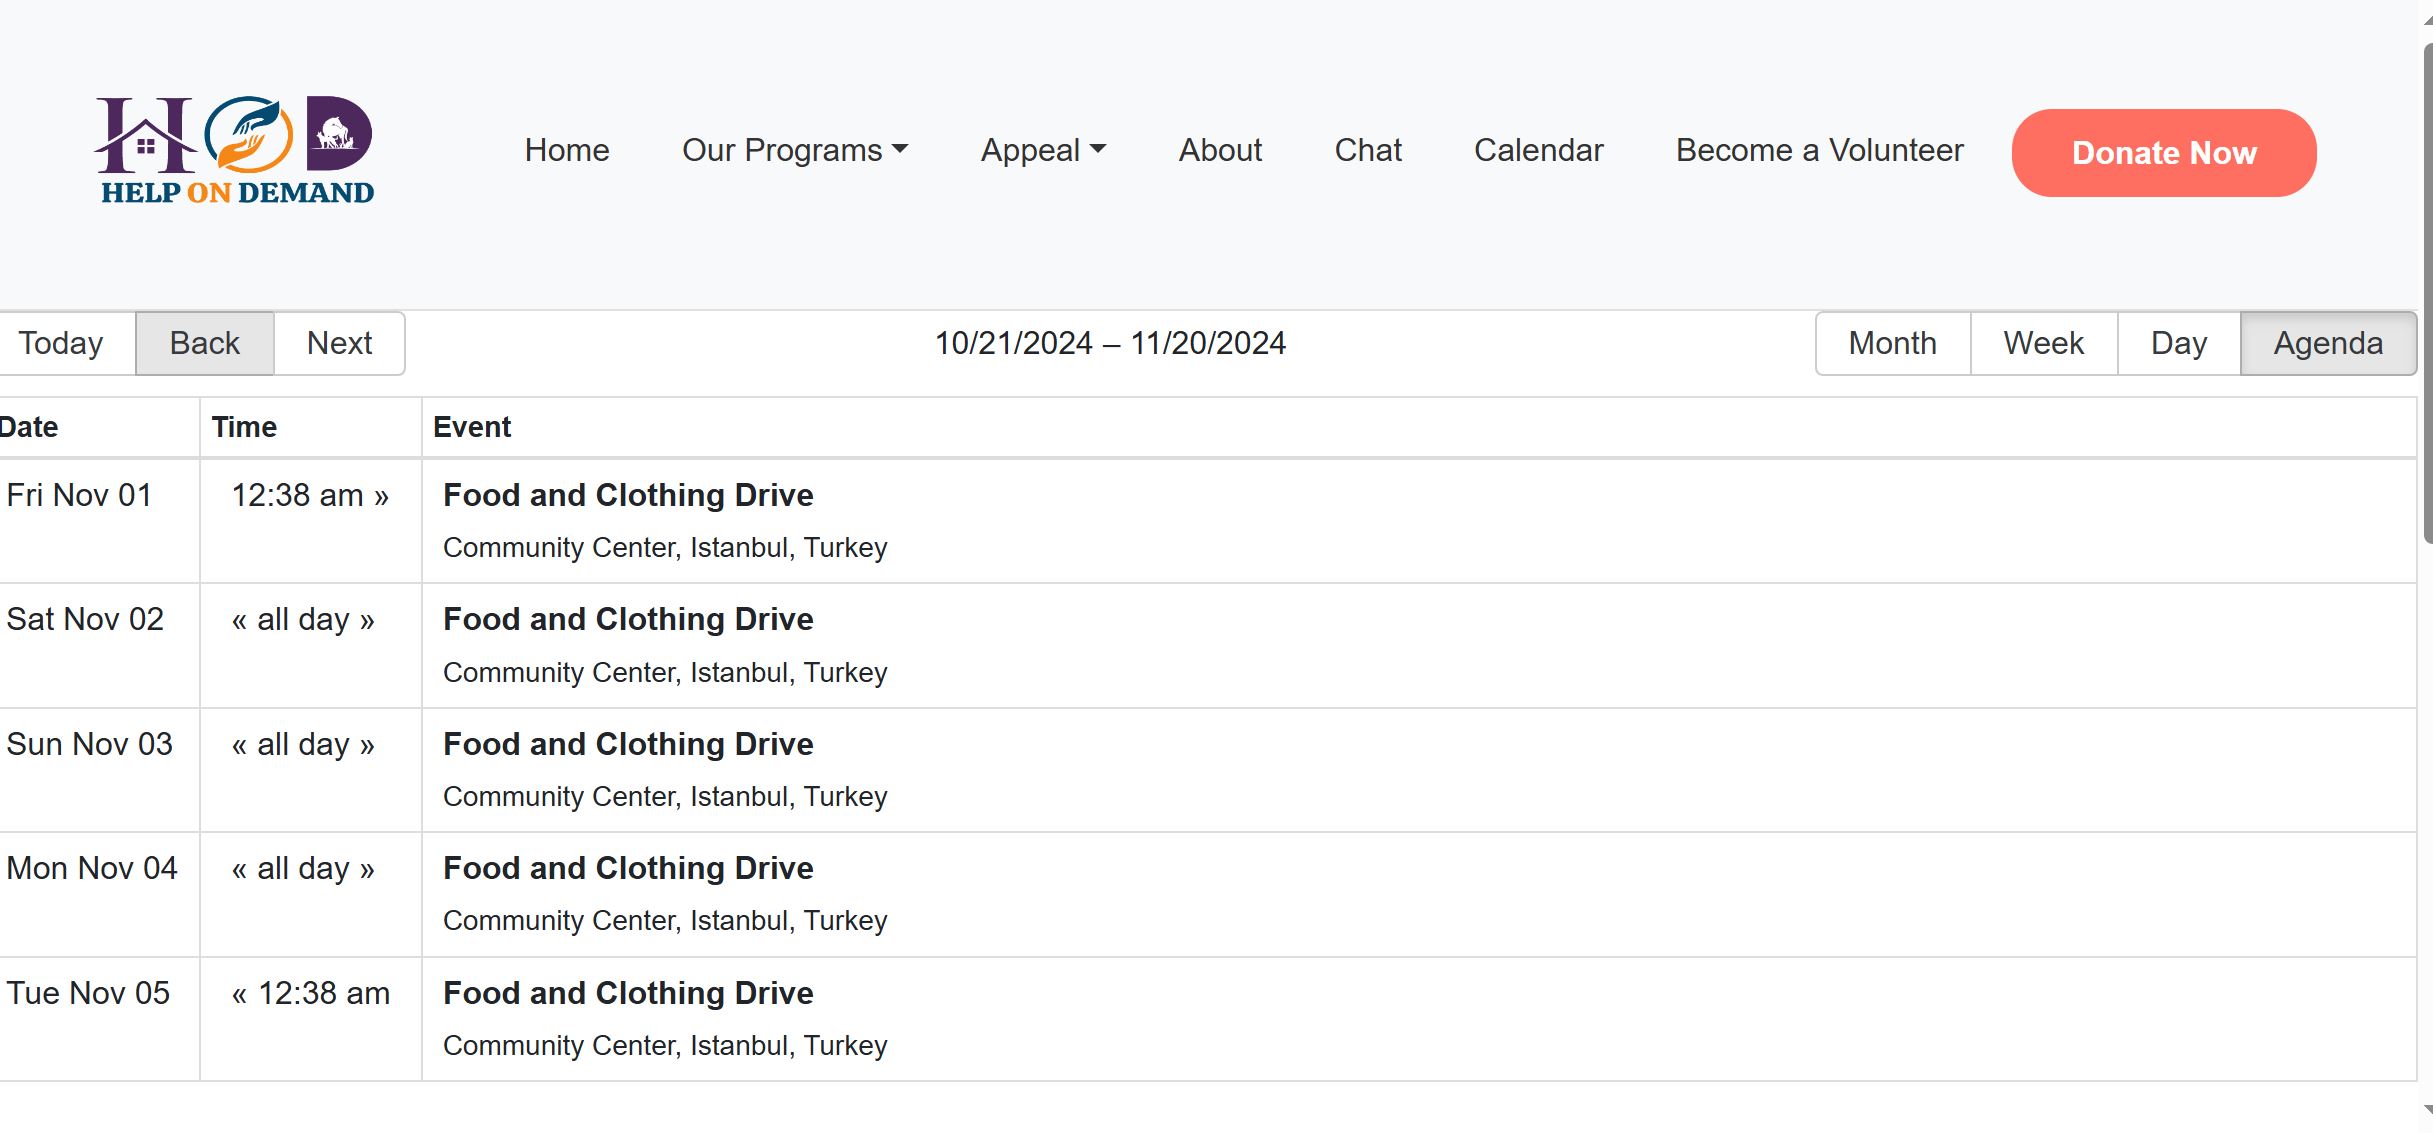 HOD
HELP ON DEMAND
Home Our Programs Appeal About Chat Calendar Become a Volunteer Donate Now
Today Back Next 10/21/2024 – 11/20/2024 Month Week Day Agenda
Date Time Event
Fri Nov 01 12:38 am » Food and Clothing Drive
Community Center, Istanbul, Turkey
Sat Nov 02 « all day » Food and Clothing Drive
Community Center, Istanbul, Turkey
Sun Nov 03 « all day » Food and Clothing Drive
Community Center, Istanbul, Turkey
Mon Nov 04 « all day » Food and Clothing Drive
Community Center, Istanbul, Turkey
Tue Nov 05 « 12:38 am Food and Clothing Drive
Community Center, Istanbul, Turkey